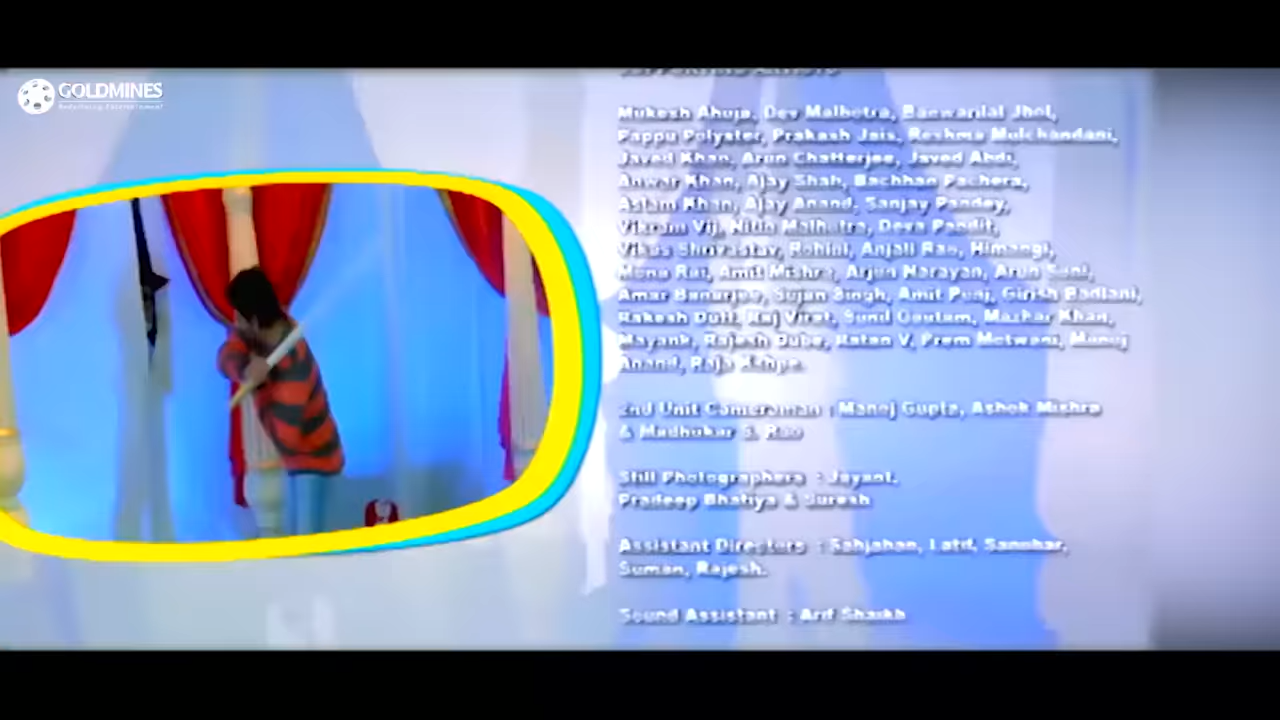 GOLDMINES
Redefining Entertainment
Mukesh Ahuja, Dev Malhotra, Banwarilal Jhol,
Pappu Polyster, Prakash Jais, Reshma Mulchandani,
Javed Khan, Arun Chatterjee, Javed Abdi,
Anwar Khan, Ajay Shah, Bachhan Pachera,
Aslam Khan, Ajay Anand, Sanjay Pandey,
Vikram Vij, Nitin Malhotra, Deva Pandit,
Vikas Shrivastav, Rohini, Anjali Rao, Himangi,
Mona Rai, Amit Mishra, Arjun Narayan, Arun Soni,
Amar Banerjee, Sujan Singh, Amit Punj, Girish Badlani,
Rakesh Dutt, Raj Virat, Sunil Goutam, Mazhar Khan,
Mayank, Rajesh Dube, Ratan V, Prem Motwani, Manoj
Anand, Raja
2nd Unit Cameraman : Manoj Gupta, Ashok Mishra
& Madhukar S. Rao
Still Photographers : Jayant,
Pradeep Bhatiya & Suresh
Assistant Directors : Sahjahan, Latif,
Suman, Rajesh.
Sound Assistant : Arif Shaikh